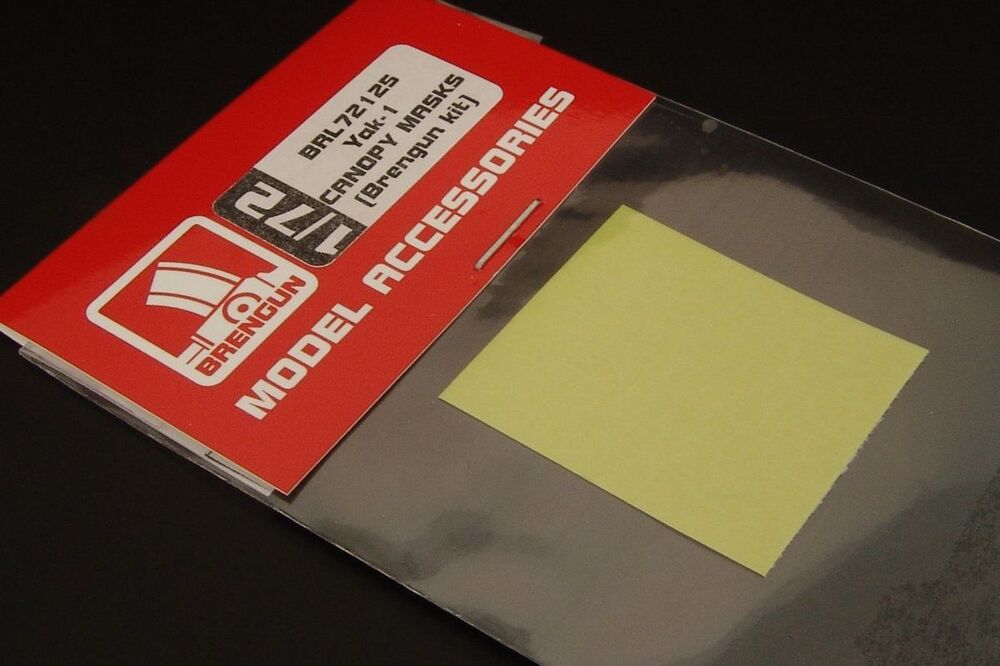 BRL72125
Yak-1
CANOPY MASKS
(Brengun kit)
1/72
BRENGUN
MODEL ACCESSORIES